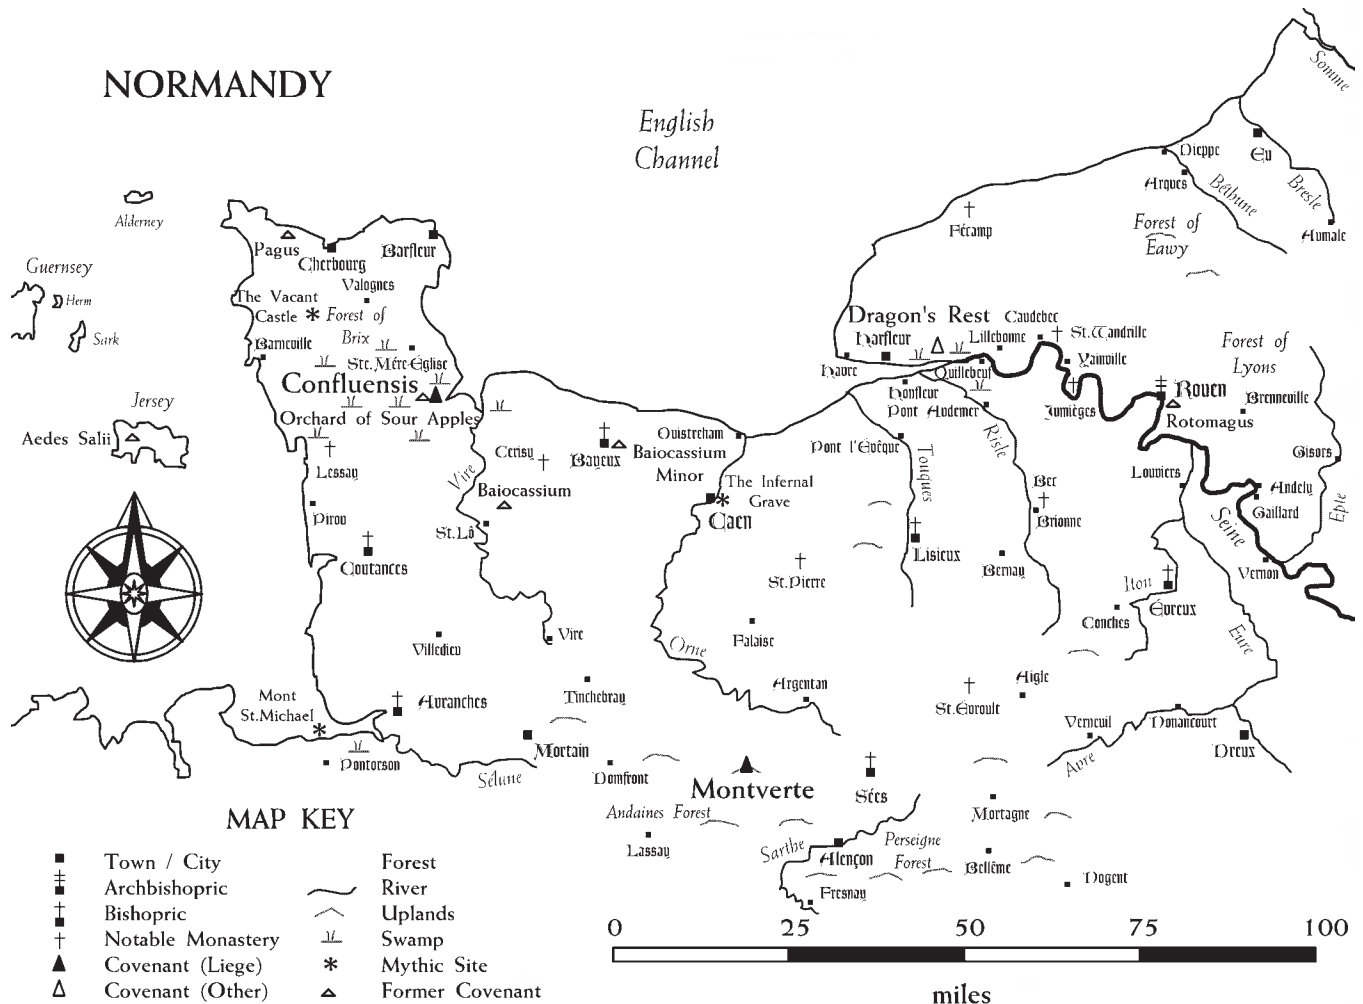 NORMANDY
English
Channel
Somme
Dieppe
Eu
Arques
Béthune
Bresle
Aumale
Forest of
Eawy
Fécamp
Alderney
Guernsey
Herm
Sark
Jersey
Aedes Salii
Pagus
Cherbourg
Barfleur
Valognes
The Vacant
Castle
Forest of
Brix
Barneville
Ste. Mére-Église
Confluensis
Orchard of Sour Apples
Lessay
Pirou
Coutances
Cerisy
Vire
Baiocassium
St.Lô
Bayeux
Ouistreham
Baiocassium
Minor
The Infernal
Grave
Caen
Dragon's Rest
Caudebec
Harfleur
Lillebonne
St.Wandrille
Yainville
Havre
Quillebeuf
Honfleur
Pont Audemer
Jumièges
Rouen
Rotomagus
Forest of
Lyons
Brenneville
Gisors
Pont l'Évêque
Touques
Risle
Bec
Brionne
Louviers
Andely
Gaillard
Seine
Epte
Vernon
Lisieux
Bernay
St.Pierre
Iton
Évreux
Conches
Eure
Villedieu
Vire
Falaise
Orne
Argentan
Tinchebray
Aigle
St.Évroult
Mont
St.Michael
Avranches
Pontorson
Sélune
Mortain
Domfront
Montverte
Sées
Verneuil
Nonancourt
Dreux
Avre
Andaines Forest
Lassay
Mortagne
Sarthe
Alençon
Perseigne
Forest
Bellême
Nogent
Fresnay
MAP KEY
Town / City
Archbishopric
Bishopric
Notable Monastery
Covenant (Liege)
Covenant (Other)
Forest
River
Uplands
Swamp
Mythic Site
Former Covenant
0 25 50 75 100
miles